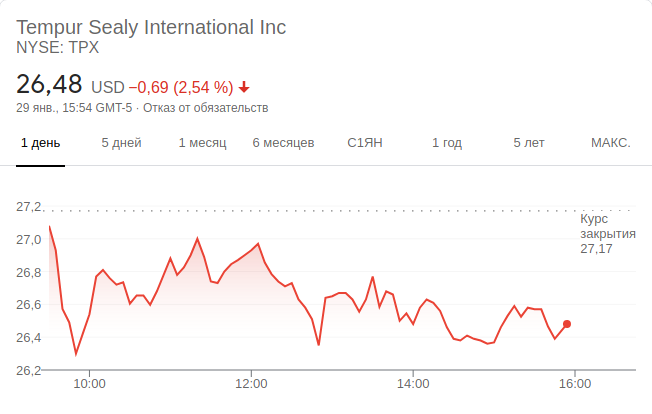 Tempur Sealy International Inc
NYSE: TPX
26,48 USD −0,69 (2,54 %)
29 янв., 15:54 GMT-5 · Отказ от обязательств
1 день 5 дней 1 месяц 6 месяцев С1ЯН 1 год 5 лет МАКС.
27,2
Курс
закрытия
27,17
27,0
26,8
26,6
26,4
26,2
10:00 12:00 14:00 16:00